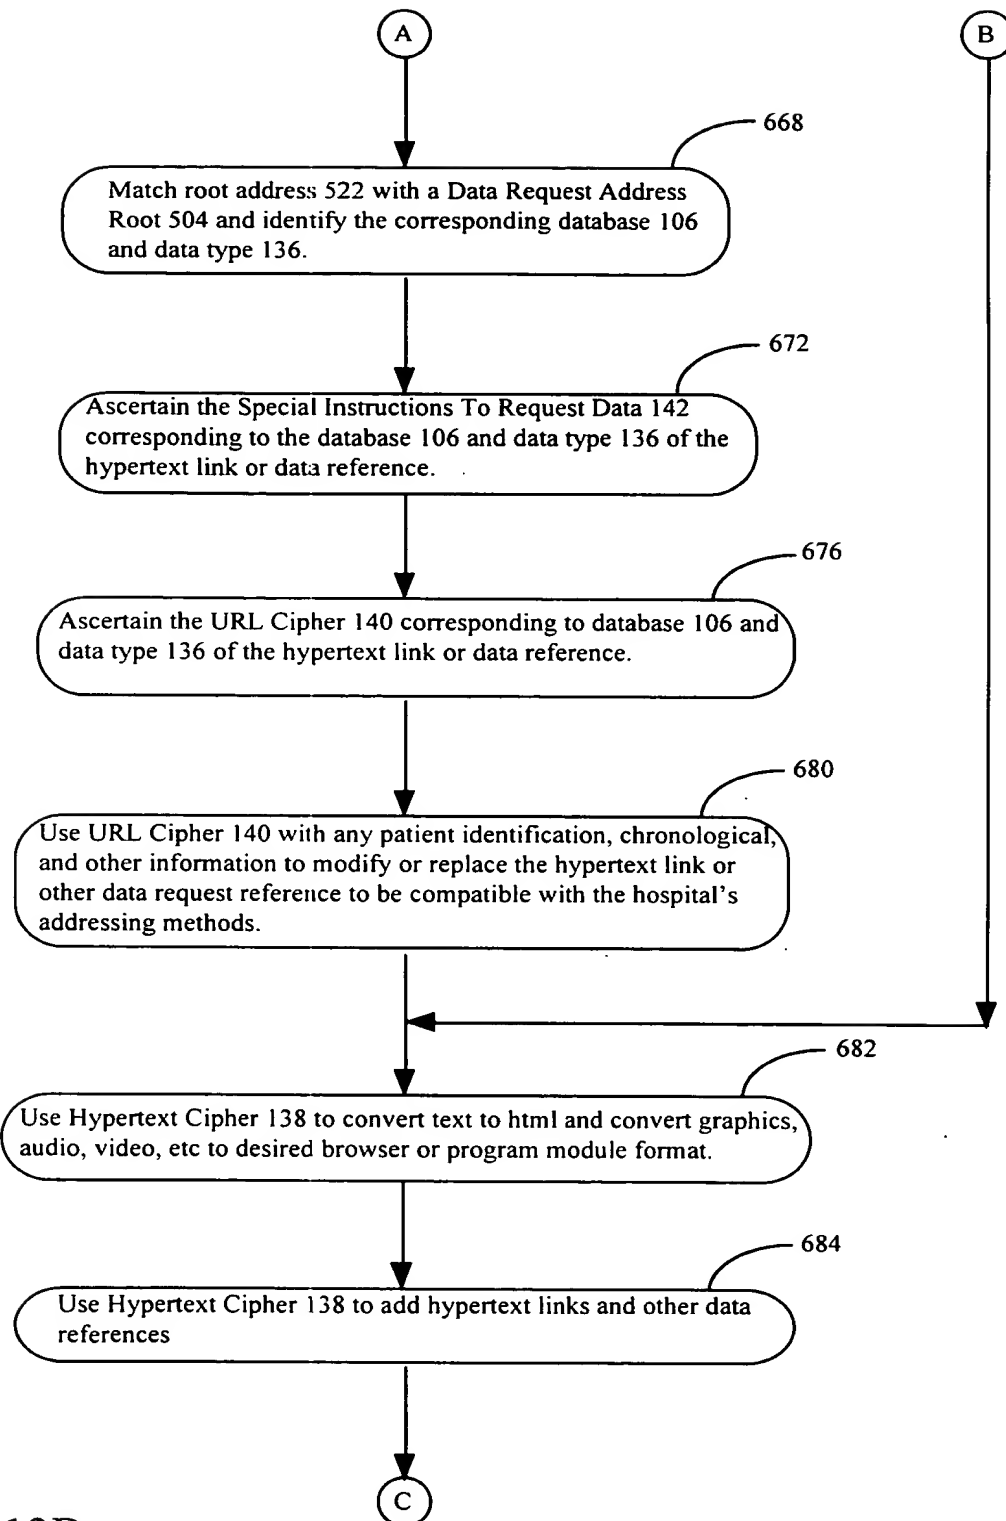 A
B
668
Match root address 522 with a Data Request Address
Root 504 and identify the corresponding database 106
and data type 136.
672
Ascertain the Special Instructions To Request Data 142
corresponding to the database 106 and data type 136 of the
hypertext link or data reference.
676
Ascertain the URL Cipher 140 corresponding to database 106 and
data type 136 of the hypertext link or data reference.
680
Use URL Cipher 140 with any patient identification, chronological,
and other information to modify or replace the hypertext link or
other data request reference to be compatible with the hospital's
addressing methods.
682
Use Hypertext Cipher 138 to convert text to html and convert graphics,
audio, video, etc to desired browser or program module format.
684
Use Hypertext Cipher 138 to add hypertext links and other data
references
C